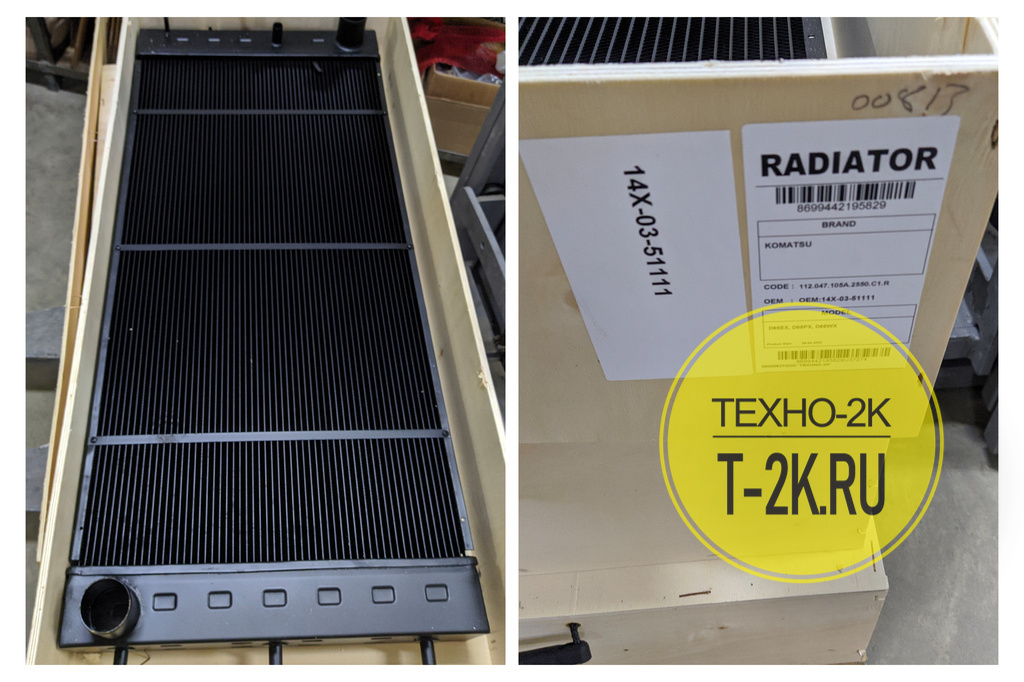 00813
14X-03-51111
RADIATOR
8699442195829
BRAND
KOMATSU
CODE : 112.047.105A.2550.C1.R
OEM : OEM:14X-03-51111
MODEL
ТЕХНО-2К
T-2K.RU